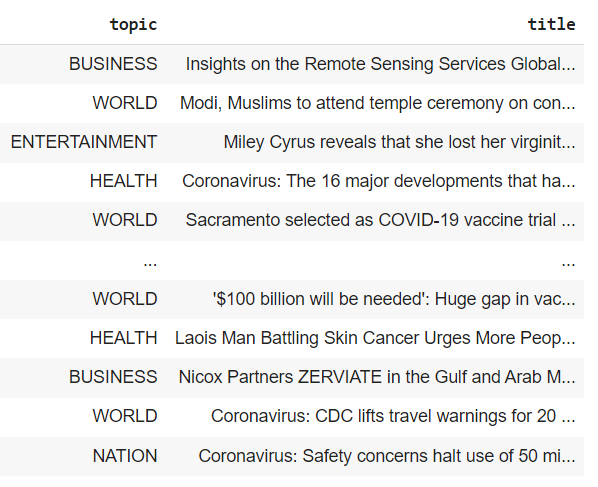 topic title
BUSINESS Insights on the Remote Sensing Services Global...
WORLD Modi, Muslims to attend temple ceremony on con...
ENTERTAINMENT Miley Cyrus reveals that she lost her virginit...
HEALTH Coronavirus: The 16 major developments that ha...
WORLD Sacramento selected as COVID-19 vaccine trial ...
... ...
WORLD '$100 billion will be needed': Huge gap in vac...
HEALTH Laois Man Battling Skin Cancer Urges More Peop...
BUSINESS Nicox Partners ZERVIATE in the Gulf and Arab M...
WORLD Coronavirus: CDC lifts travel warnings for 20 ...
NATION Coronavirus: Safety concerns halt use of 50 mi...